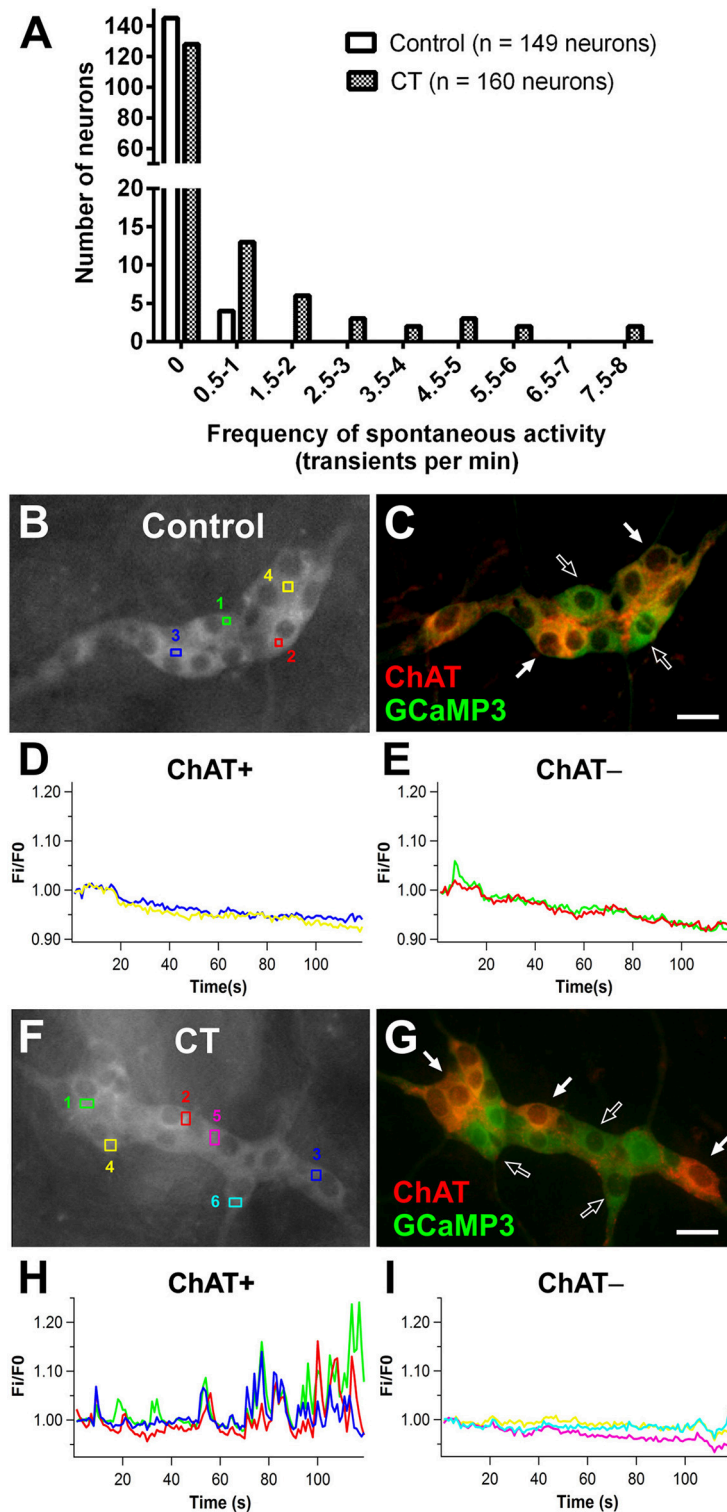 A
Number of neurons
140
120
100
80
60
20
15
10
5
0
Control (n = 149 neurons)
CT (n = 160 neurons)
0
0.5-1
1.5-2
2.5-3
3.5-4
4.5-5
5.5-6
6.5-7
7.5-8
Frequency of spontaneous activity
(transients per min)
B
Control
1
2
3
4
C
ChAT
GCaMP3
D
ChAT+
Fi/F0
1.20
1.10
1.00
0.90
20
40
60
80
100
Time(s)
E
ChAT–
Fi/F0
1.20
1.10
1.00
0.90
20
40
60
80
100
Time(s)
F
CT
1
2
5
4
3
6
G
ChAT
GCaMP3
H
ChAT+
Fi/F0
1.20
1.10
1.00
20
40
60
80
100
Time (s)
I
ChAT–
Fi/F0
1.20
1.10
1.00
20
40
60
80
100
Time (s)